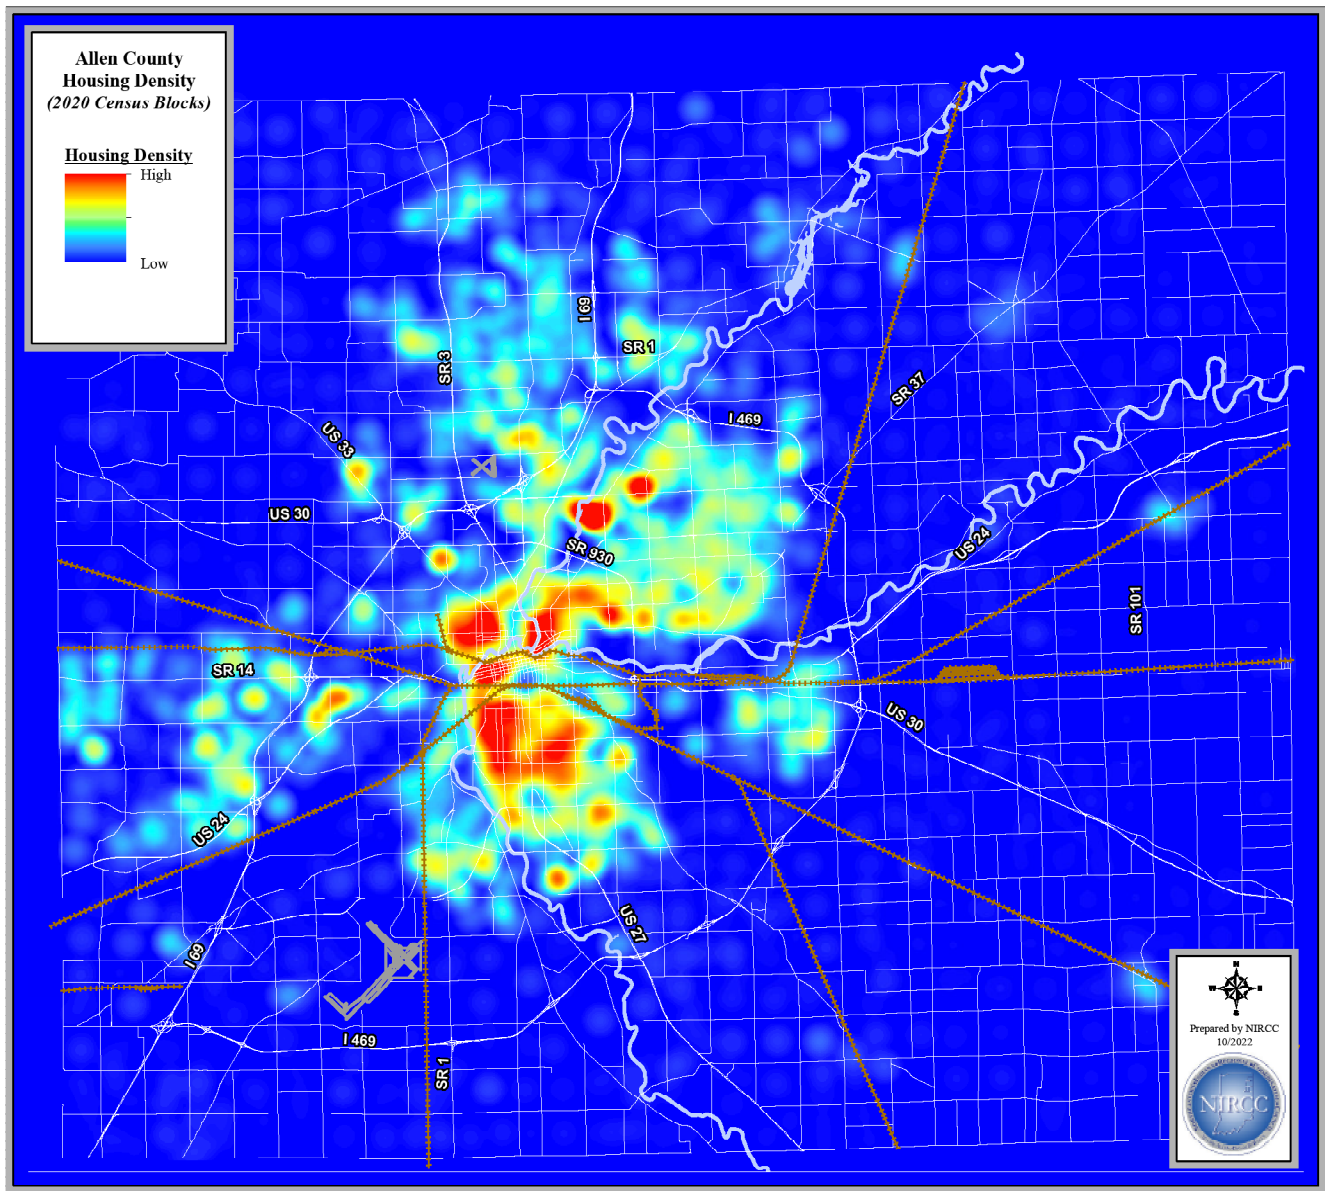 Allen County
Housing Density
(2020 Census Blocks)
Housing Density
High
Low
I 69
SR 1
SR 3
SR 37
I 469
US 33
US 30
US 24
SR 930
SR 101
SR 14
US 30
US 24
US 27
I 69
I 469
SR 1
N
W
E
S
Prepared by NIRCC
10/2022
NIRCC